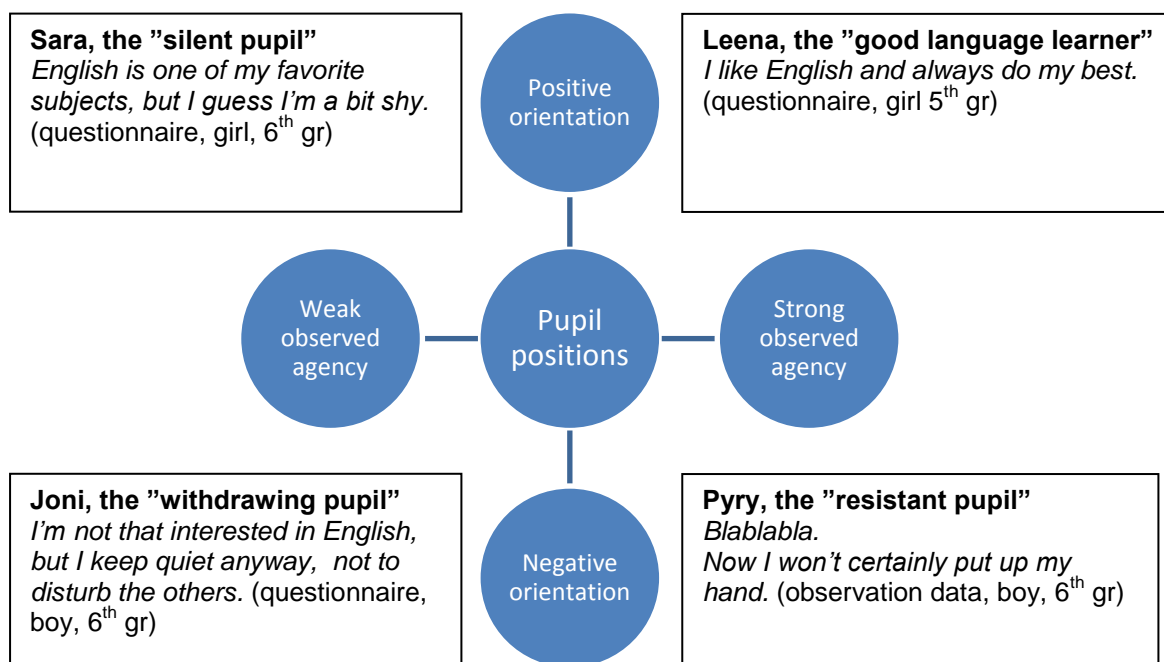 Sara, the ”silent pupil”
English is one of my favorite
subjects, but I guess I’m a bit shy.
(questionnaire, girl, 6th gr)
Positive
orientation
Leena, the ”good language learner”
I like English and always do my best.
(questionnaire, girl 5th gr)
Weak
observed
agency
Pupil
positions
Strong
observed
agency
Joni, the ”withdrawing pupil”
I’m not that interested in English,
but I keep quiet anyway,  not to
disturb the others. (questionnaire,
boy, 6th gr)
Negative
orientation
Pyry, the ”resistant pupil”
Blablabla.
Now I won’t certainly put up my
hand. (observation data, boy, 6th gr)